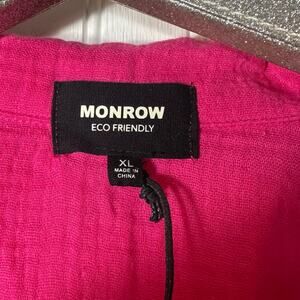 MONROW
ECO FRIENDLY
XL
MADE IN
CHINA